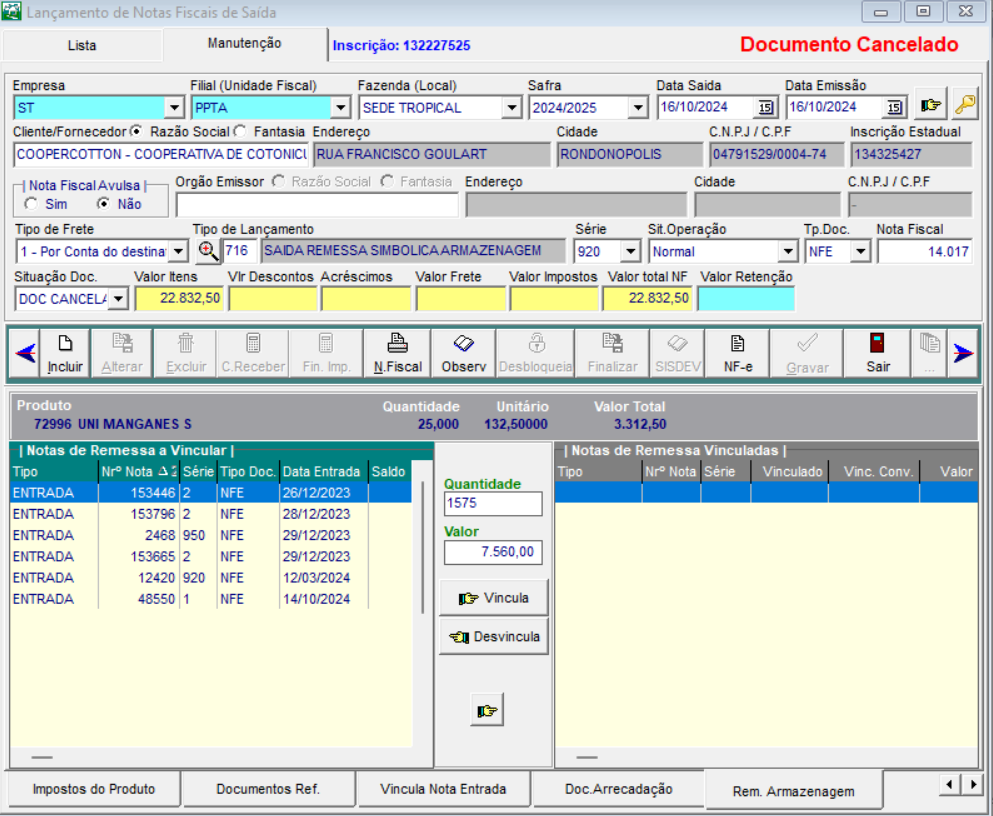 Lançamento de Notas Fiscais de Saída
Lista Manutenção Inscrição: 132227525 Documento Cancelado
Empresa Filial (Unidade Fiscal) Fazenda (Local) Safra Data Saida Data Emissão
ST PPTA SEDE TROPICAL 2024/2025 16/10/2024 15 16/10/2024 15
Cliente/Fornecedor Razão Social Fantasia Endereço Cidade C.N.P.J / C.P.F Inscrição Estadual
COOPERCOTTON - COOPERATIVA DE COTONICU RUA FRANCISCO GOULART RONDONOPOLIS 04791529/0004-74 134325427
| Nota Fiscal Avulsa | Orgão Emissor Razão Social Fantasia Endereço Cidade C.N.P.J / C.P.F
Sim Não -
Tipo de Frete Tipo de Lançamento Série Sit.Operação Tp.Doc. Nota Fiscal
1 - Por Conta do destinat 716 SAIDA REMESSA SIMBOLICA ARMAZENAGEM 920 Normal NFE 14.017
Situação Doc. Valor Itens Vlr Descontos Acréscimos Valor Frete Valor Impostos Valor total NF Valor Retenção
DOC CANCELA 22.832,50 22.832,50
Incluir Alterar Excluir C.Receber Fin. Imp. N.Fiscal Observ Desbloqueia Finalizar SISDEV NF-e Gravar Sair ...
Produto Quantidade Unitário Valor Total
72996 UNI MANGANES S 25,000 132,50000 3.312,50
| Notas de Remessa a Vincular | | Notas de Remessa Vinculadas |
Tipo Nrº Nota 2 Série Tipo Doc. Data Entrada Saldo Tipo Nrº Nota Série Vinculado Vinc. Conv. Valor
ENTRADA 153446 2 NFE 26/12/2023
ENTRADA 153796 2 NFE 28/12/2023
ENTRADA 2468 950 NFE 29/12/2023
ENTRADA 153665 2 NFE 29/12/2023
ENTRADA 12420 920 NFE 12/03/2024
ENTRADA 48550 1 NFE 14/10/2024
Quantidade
1575
Valor
7.560,00
Vincula
Desvincula
Impostos do Produto Documentos Ref. Vincula Nota Entrada Doc.Arrecadação Rem. Armazenagem